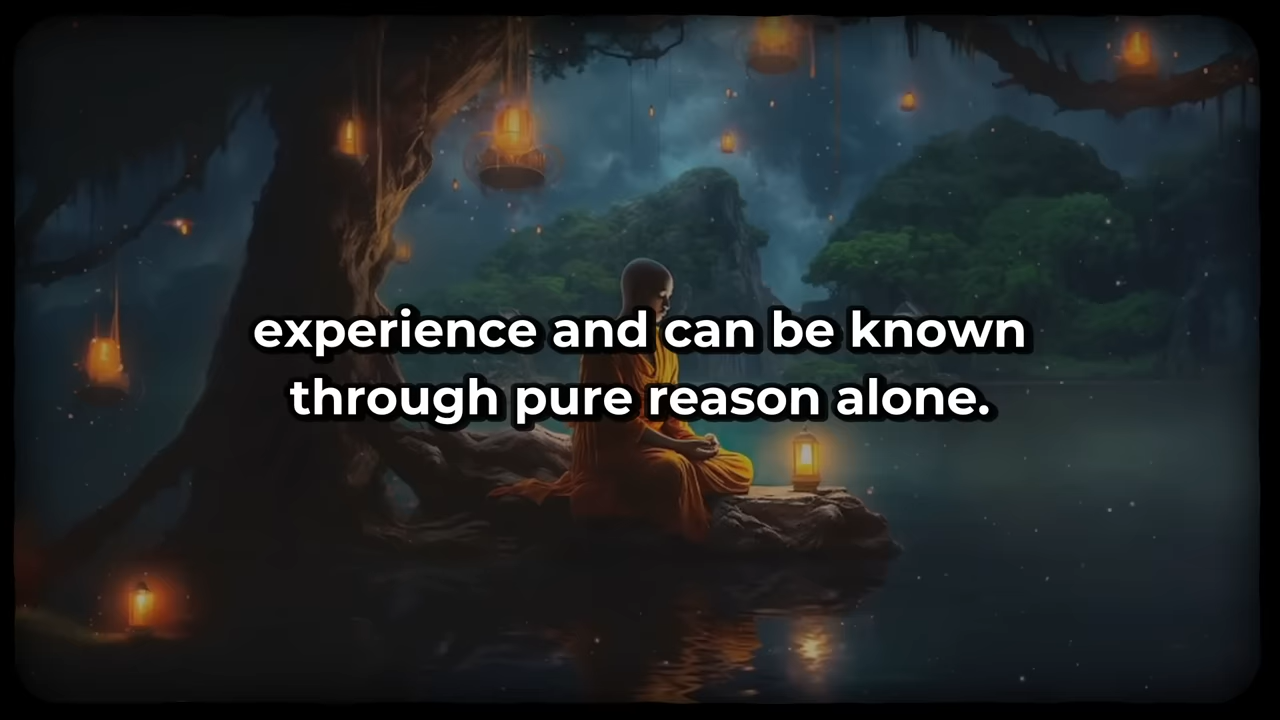 experience and can be known
through pure reason alone.